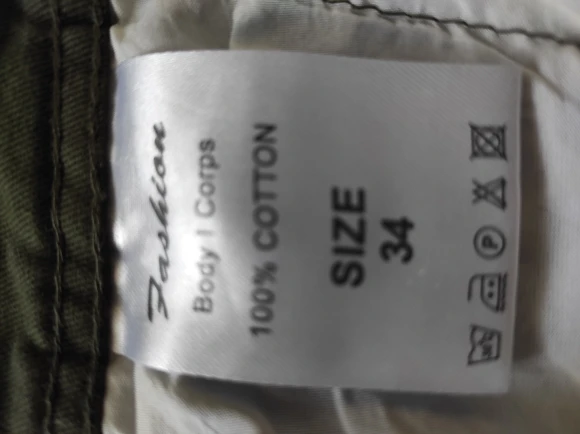 Fashion
Body | Corps
100% COTTON
SIZE
34
P